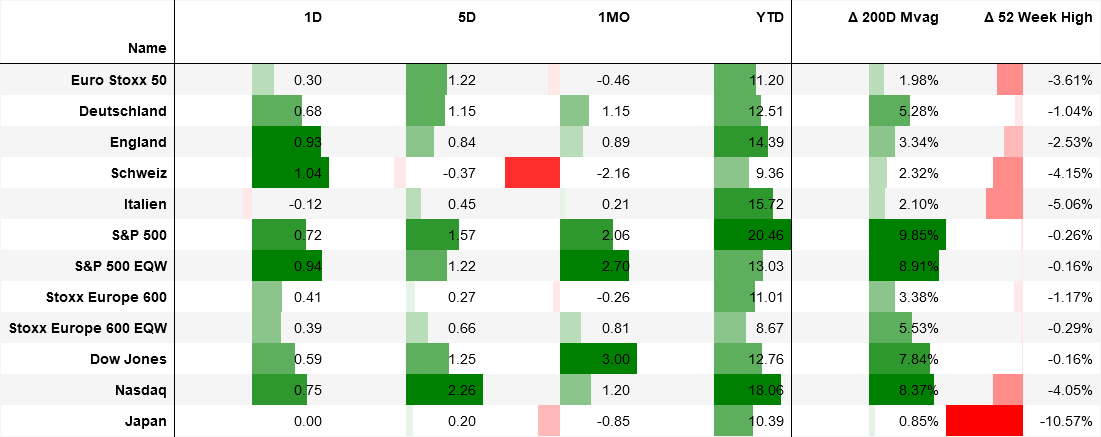 1D 5D 1MO YTD Δ 200D Mvag Δ 52 Week High
Name
Euro Stoxx 50 0.30 1.22 -0.46 11.20 1.98% -3.61%
Deutschland 0.68 1.15 1.15 12.51 5.28% -1.04%
England 0.93 0.84 0.89 14.39 3.34% -2.53%
Schweiz 1.04 -0.37 -2.16 9.36 2.32% -4.15%
Italien -0.12 0.45 0.21 15.72 2.10% -5.06%
S&P 500 0.72 1.57 2.06 20.46 9.85% -0.26%
S&P 500 EQW 0.94 1.22 2.70 13.03 8.91% -0.16%
Stoxx Europe 600 0.41 0.27 -0.26 11.01 3.38% -1.17%
Stoxx Europe 600 EQW 0.39 0.66 0.81 8.67 5.53% -0.29%
Dow Jones 0.59 1.25 3.00 12.76 7.84% -0.16%
Nasdaq 0.75 2.26 1.20 18.06 8.37% -4.05%
Japan 0.00 0.20 -0.85 10.39 0.85% -10.57%